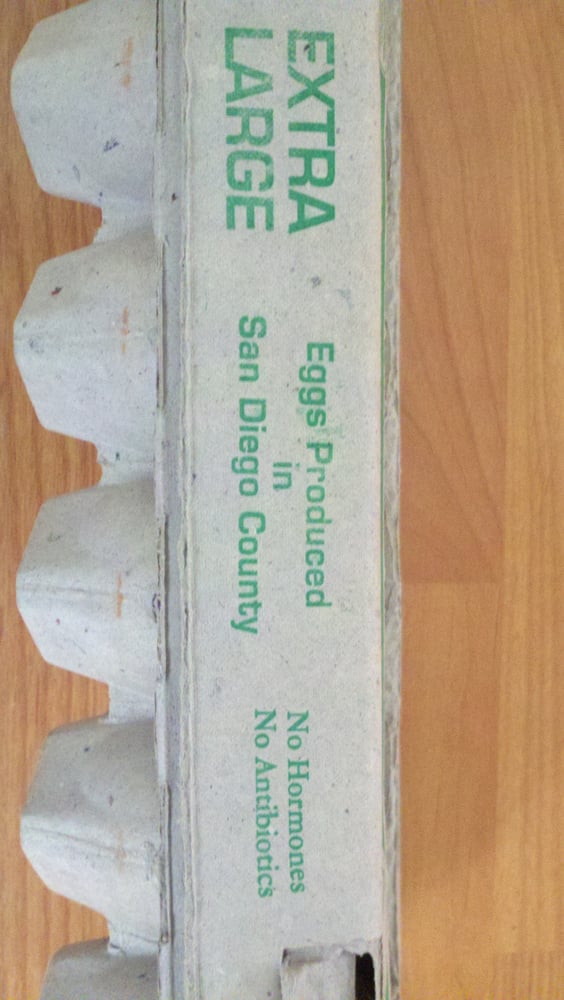 EXTRA
LARGE
Eggs Produced
in
San Diego County
No Hormones
No Antibiotics